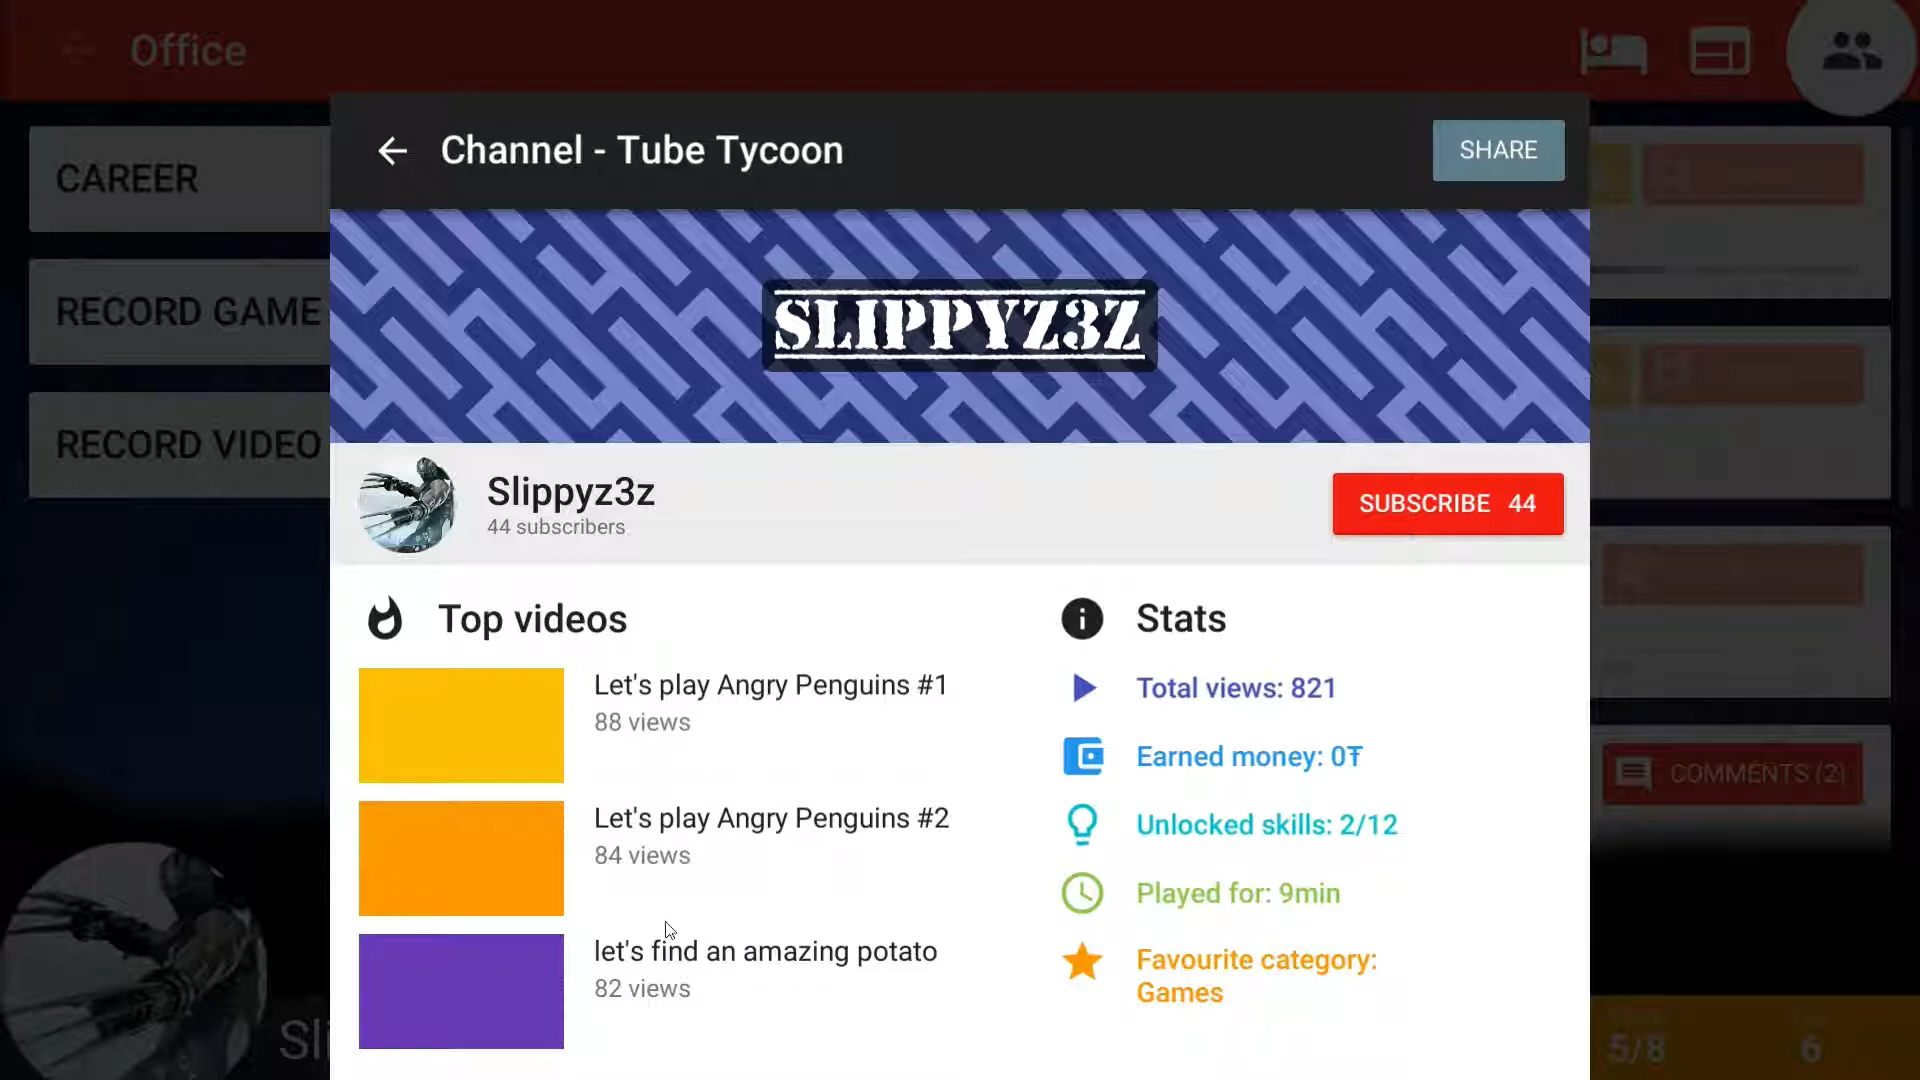 Office
Channel - Tube Tycoon
SHARE
CAREER
RECORD GAME
RECORD VIDEO
SLIPPYZ3Z
Slippyz3z
44 subscribers
SUBSCRIBE 44
Top videos
Let's play Angry Penguins #1
88 views
Let's play Angry Penguins #2
84 views
let's find an amazing potato
82 views
Stats
Total views: 821
Earned money: 0Ŧ
Unlocked skills: 2/12
Played for: 9min
Favourite category:
Games
COMMENTS (2)
Sli
5/8
6